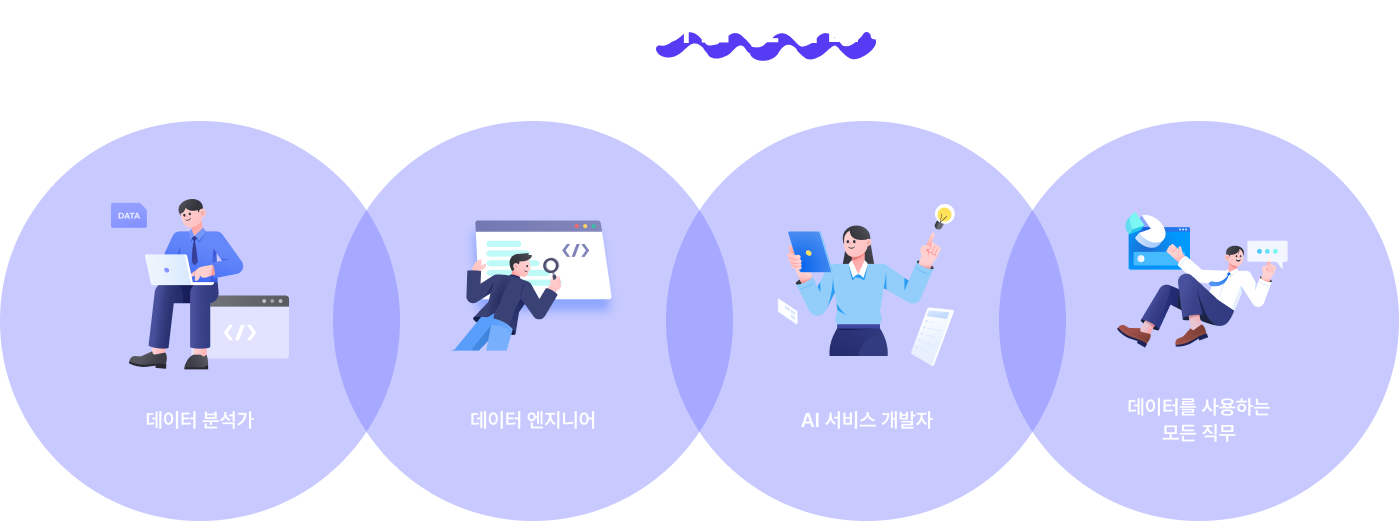 DATA
</>
</>
데이터 분석가
데이터 엔지니어
AI 서비스 개발자
데이터를 사용하는
모든 직무